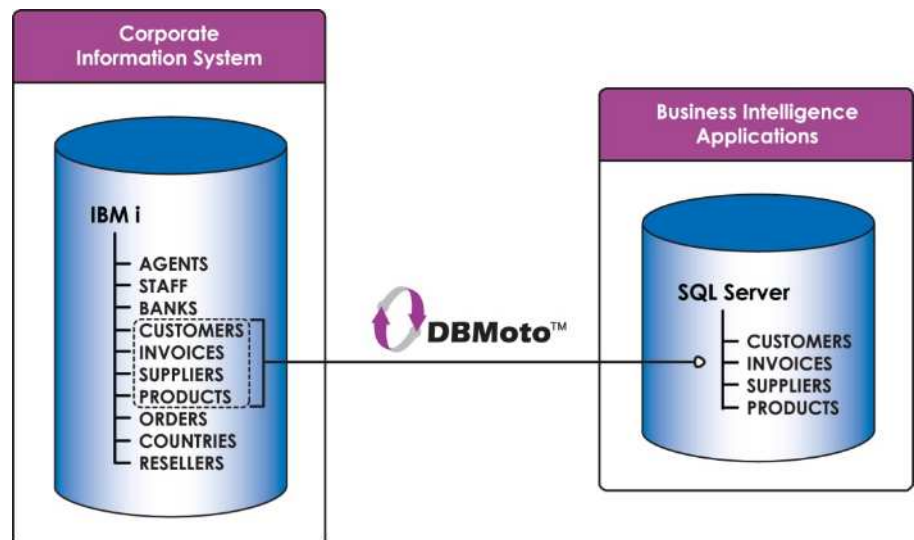 Corporate
Information System
IBM i
AGENTS
STAFF
BANKS
CUSTOMERS
INVOICES
SUPPLIERS
PRODUCTS
ORDERS
COUNTRIES
RESELLERS
DBMoto™
Business Intelligence
Applications
SQL Server
CUSTOMERS
INVOICES
SUPPLIERS
PRODUCTS